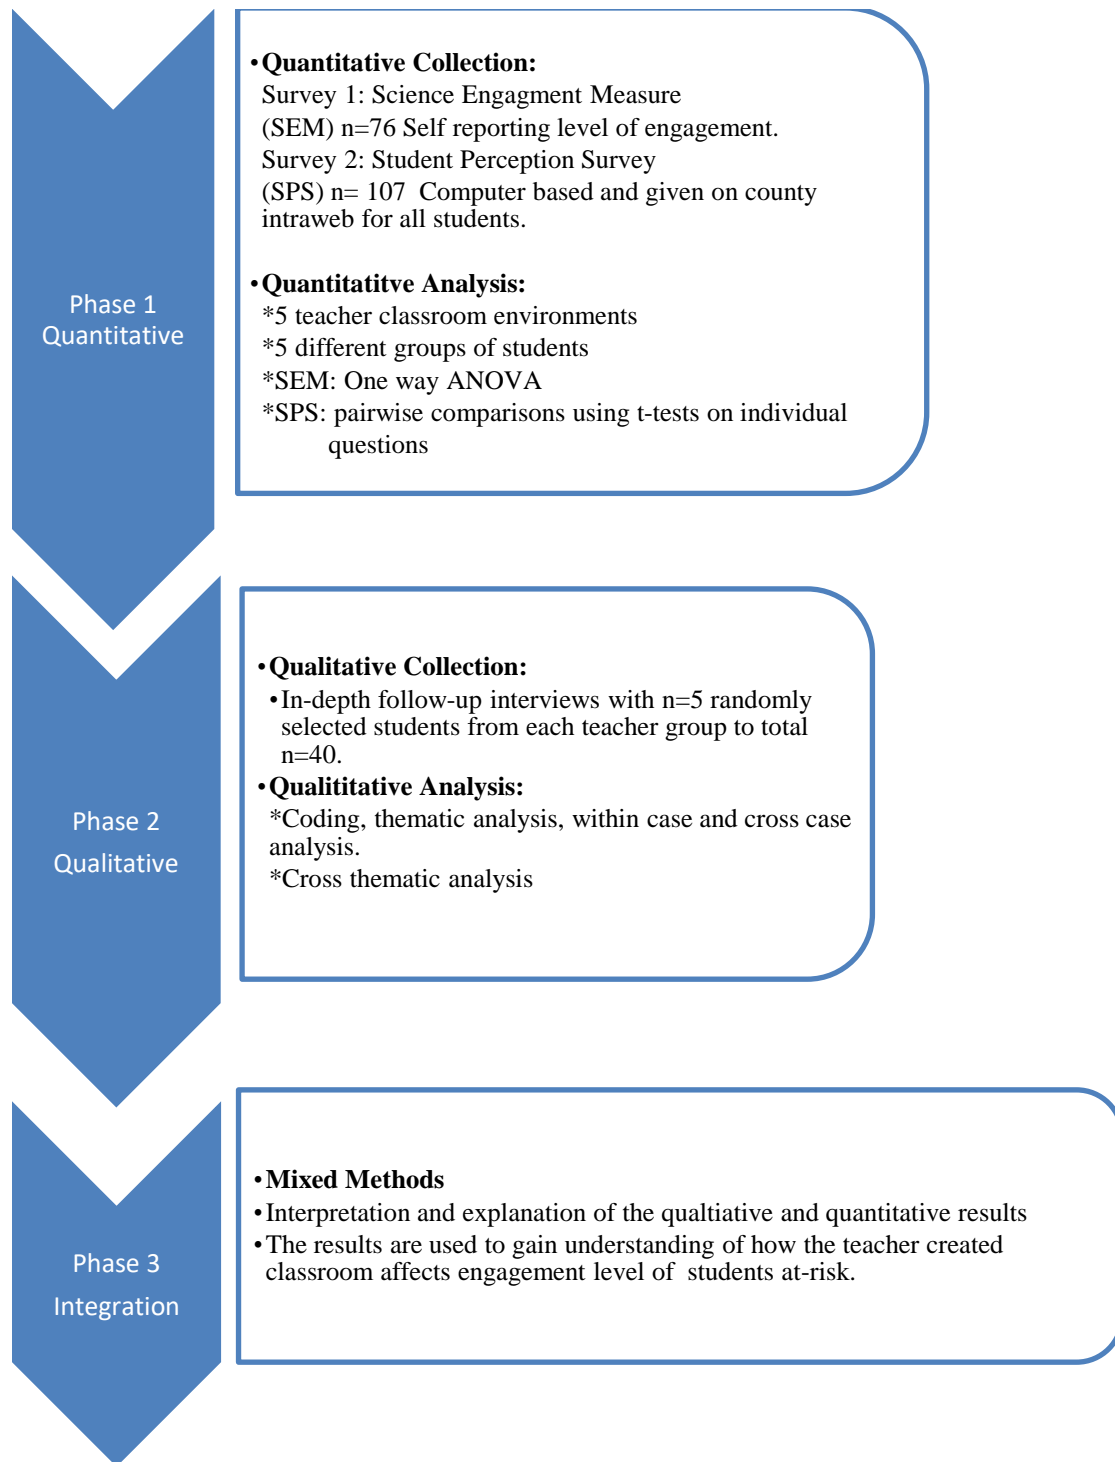 Phase 1
Quantitative
•Quantitative Collection:
Survey 1: Science Engagment Measure
(SEM) n=76 Self reporting level of engagement.
Survey 2: Student Perception Survey
(SPS) n= 107 Computer based and given on county
intraweb for all students.
•Quantitatitve Analysis:
*5 teacher classroom environments
*5 different groups of students
*SEM: One way ANOVA
*SPS: pairwise comparisons using t-tests on individual
questions
Phase 2
Qualitative
•Qualitative Collection:
•In-depth follow-up interviews with n=5 randomly
selected students from each teacher group to total
n=40.
•Qualititative Analysis:
*Coding, thematic analysis, within case and cross case
analysis.
*Cross thematic analysis
Phase 3
Integration
•Mixed Methods
•Interpretation and explanation of the qualtiative and quantitative results
•The results are used to gain understanding of how the teacher created
classroom affects engagement level of students at-risk.